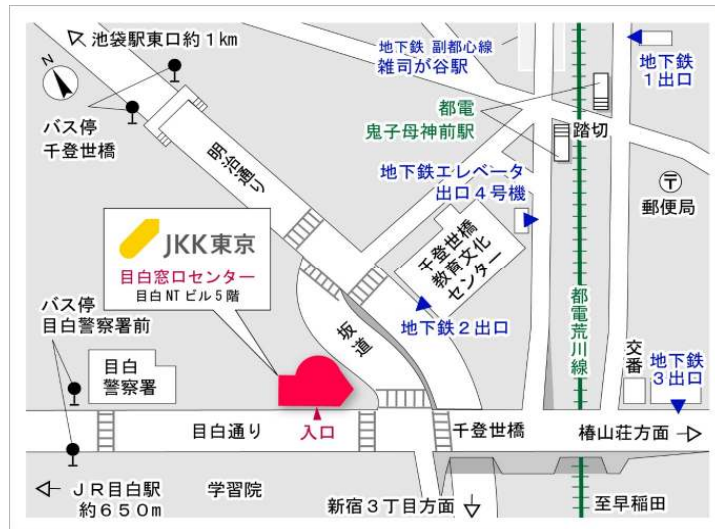 池袋駅東口約1km
N
バス停
千登世橋
明治通り
地下鉄 副都心線
雑司が谷駅
地下鉄
1出口
都電
鬼子母神前駅
踏切
〒
郵便局
地下鉄エレベータ
出口4号機
千登世橋
教育文化
センター
地下鉄2出口
JKK東京
目白窓口センター
目白NTビル5階
バス停
目白警察署前
目白
警察署
坂道
都電荒川線
交番
地下鉄
3出口
目白通り
入口
千登世橋
椿山荘方面
JR目白駅
約650m
学習院
新宿3丁目方面
至早稲田